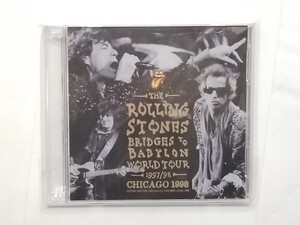 THE
ROLLING
STONES
BRIDGES TO
BABYLON
WORLD TOUR
1997/98
CHICAGO 1998